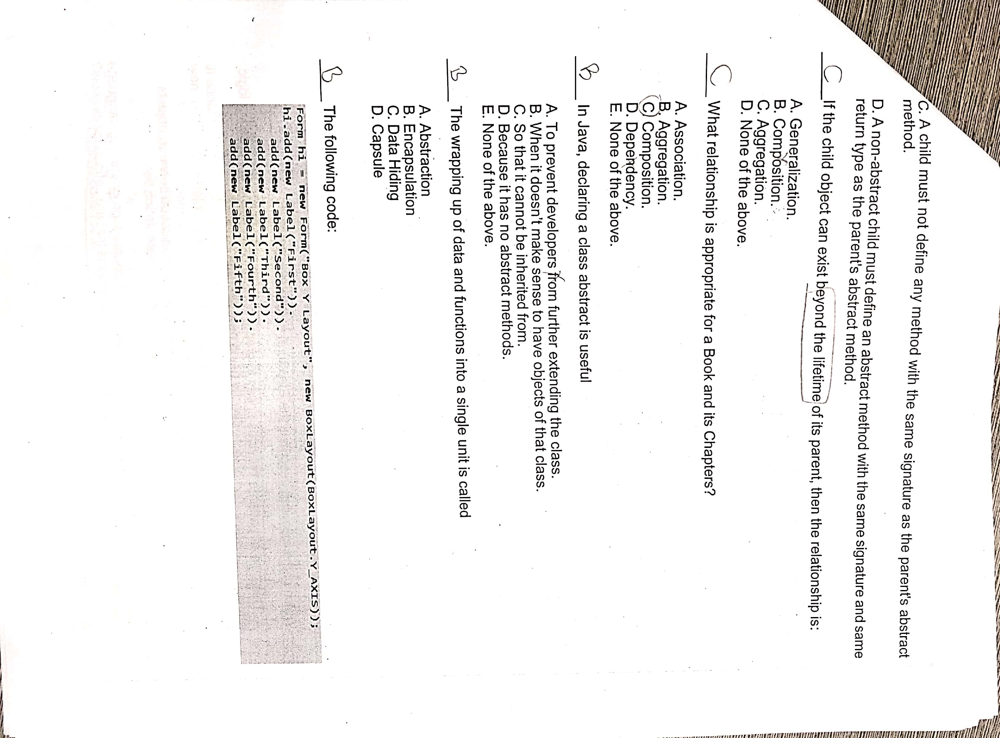 C. A child must not define any method with the same signature as the parent's abstract
method.
D. A non-abstract child must define an abstract method with the same signature and same
return type as the parent's abstract method.
C If the child object can exist beyond the lifetime of its parent, then the relationship is:
A. Generalization.
B. Composition.
C. Aggregation.
D. None of the above.
C What relationship is appropriate for a Book and its Chapters?
A. Association.
B. Aggregation.
C. Composition.
D. Dependency.
E. None of the above.
B In Java, declaring a class abstract is useful
A. To prevent developers from further extending the class.
B. When it doesn't make sense to have objects of that class.
C. So that it cannot be inherited from.
D. Because it has no abstract methods.
E. None of the above.
B The wrapping up of data and functions into a single unit is called
A. Abstraction
B. Encapsulation
C. Data Hiding
D. Capsule
B The following code:
Form hi = new Form("Box Y Layout", new BoxLayout(BoxLayout.Y_AXIS));
hi.add(new Label("First")).
add(new Label("Second")).
add(new Label("Third")).
add(new Label("Fourth")).
add(new Label("Fifth"));